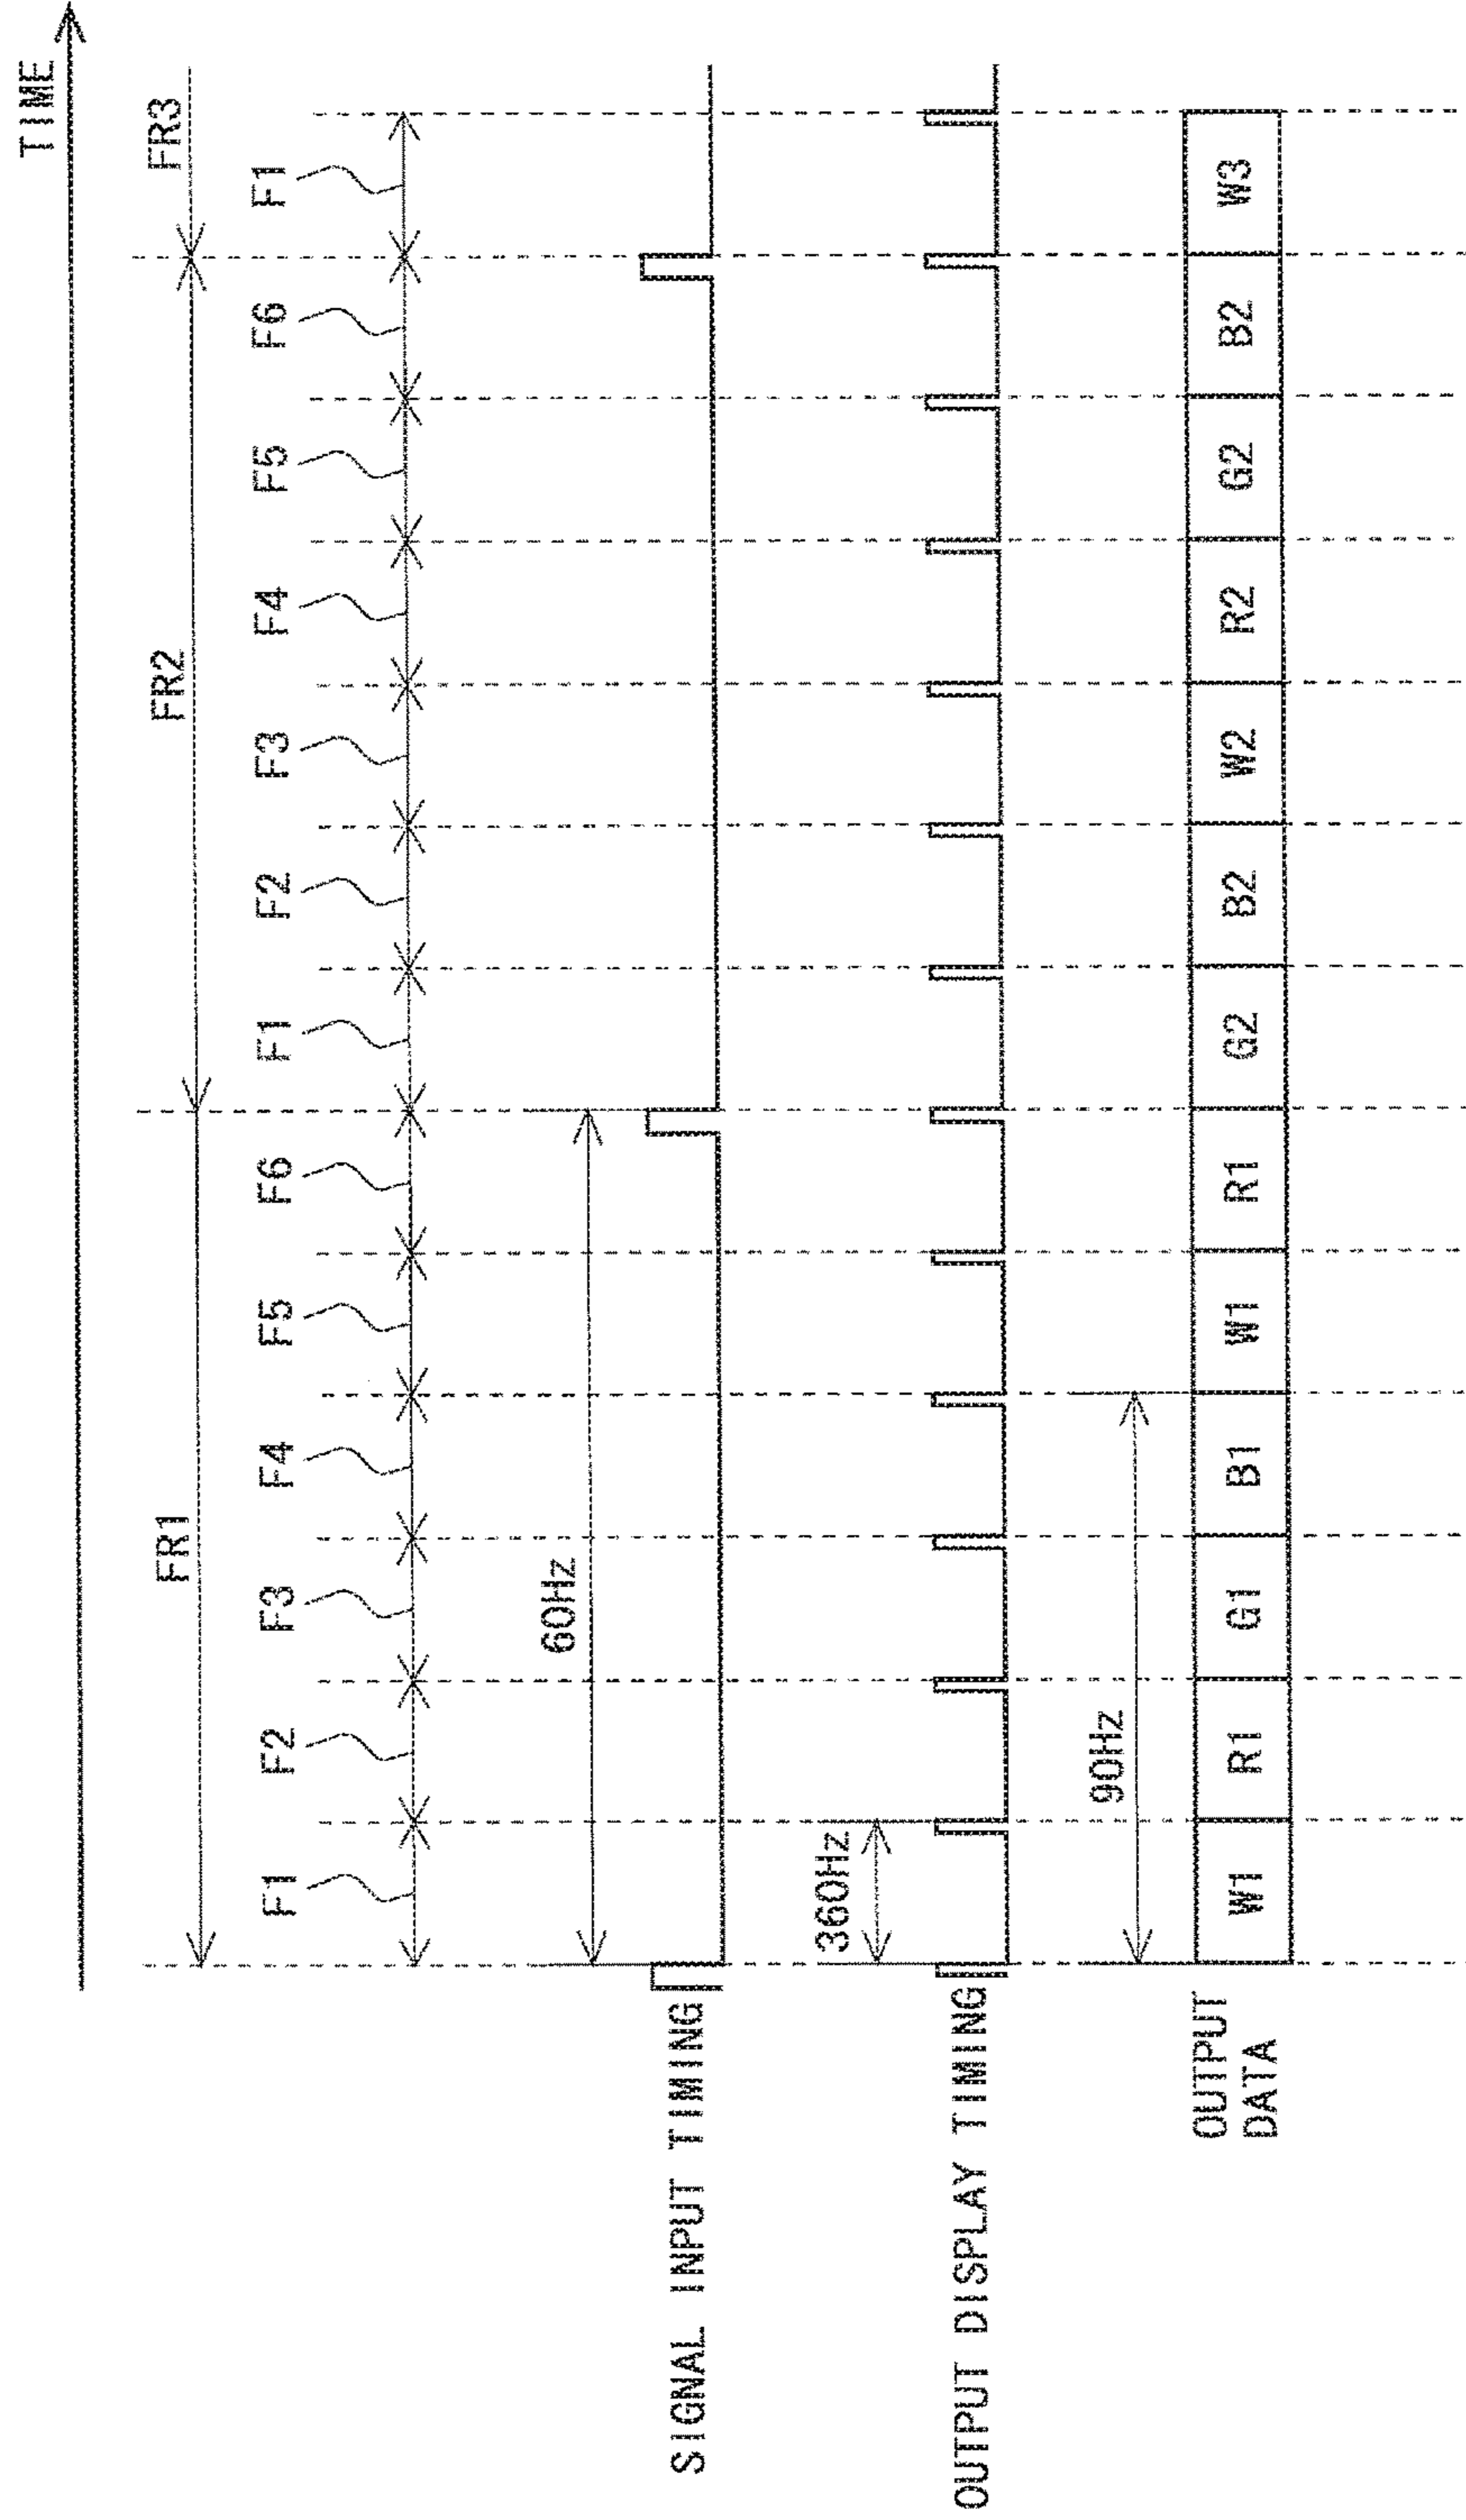 TIME
FR1 FR2 FR3
F1 F2 F3 F4 F5 F6 F1 F2 F3 F4 F5 F6 F1
60Hz
SIGNAL INPUT TIMING
360Hz
OUTPUT DISPLAY TIMING
90Hz
OUTPUT
DATA
W1 R1 G1 B1 W1 R1 G2 B2 W2 R2 G2 B2 W3